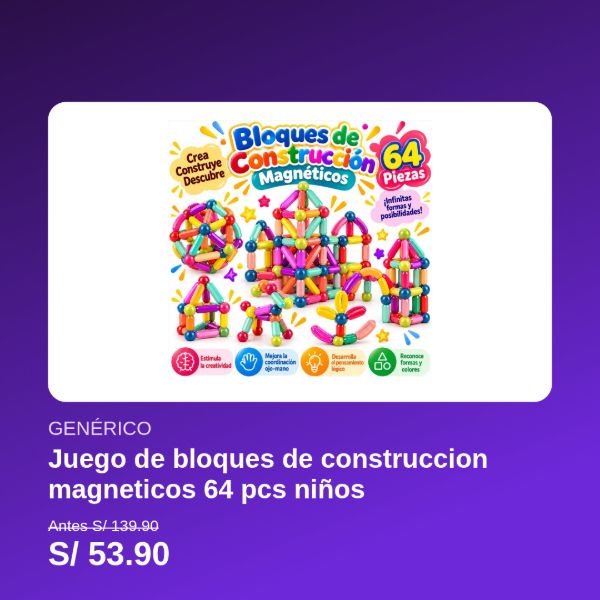 Bloques de
Construcción
Magnéticos
64
Piezas
Crea
Construye
Descubre
¡Infinitas
formas y
posibilidades!
Estimula
la creatividad
Mejora la
coordinación
ojo-mano
Desarrolla
el pensamiento
lógico
Reconoce
formas y
colores
GENÉRICO
Juego de bloques de construccion
magneticos 64 pcs niños
Antes S/ 139.90
S/ 53.90